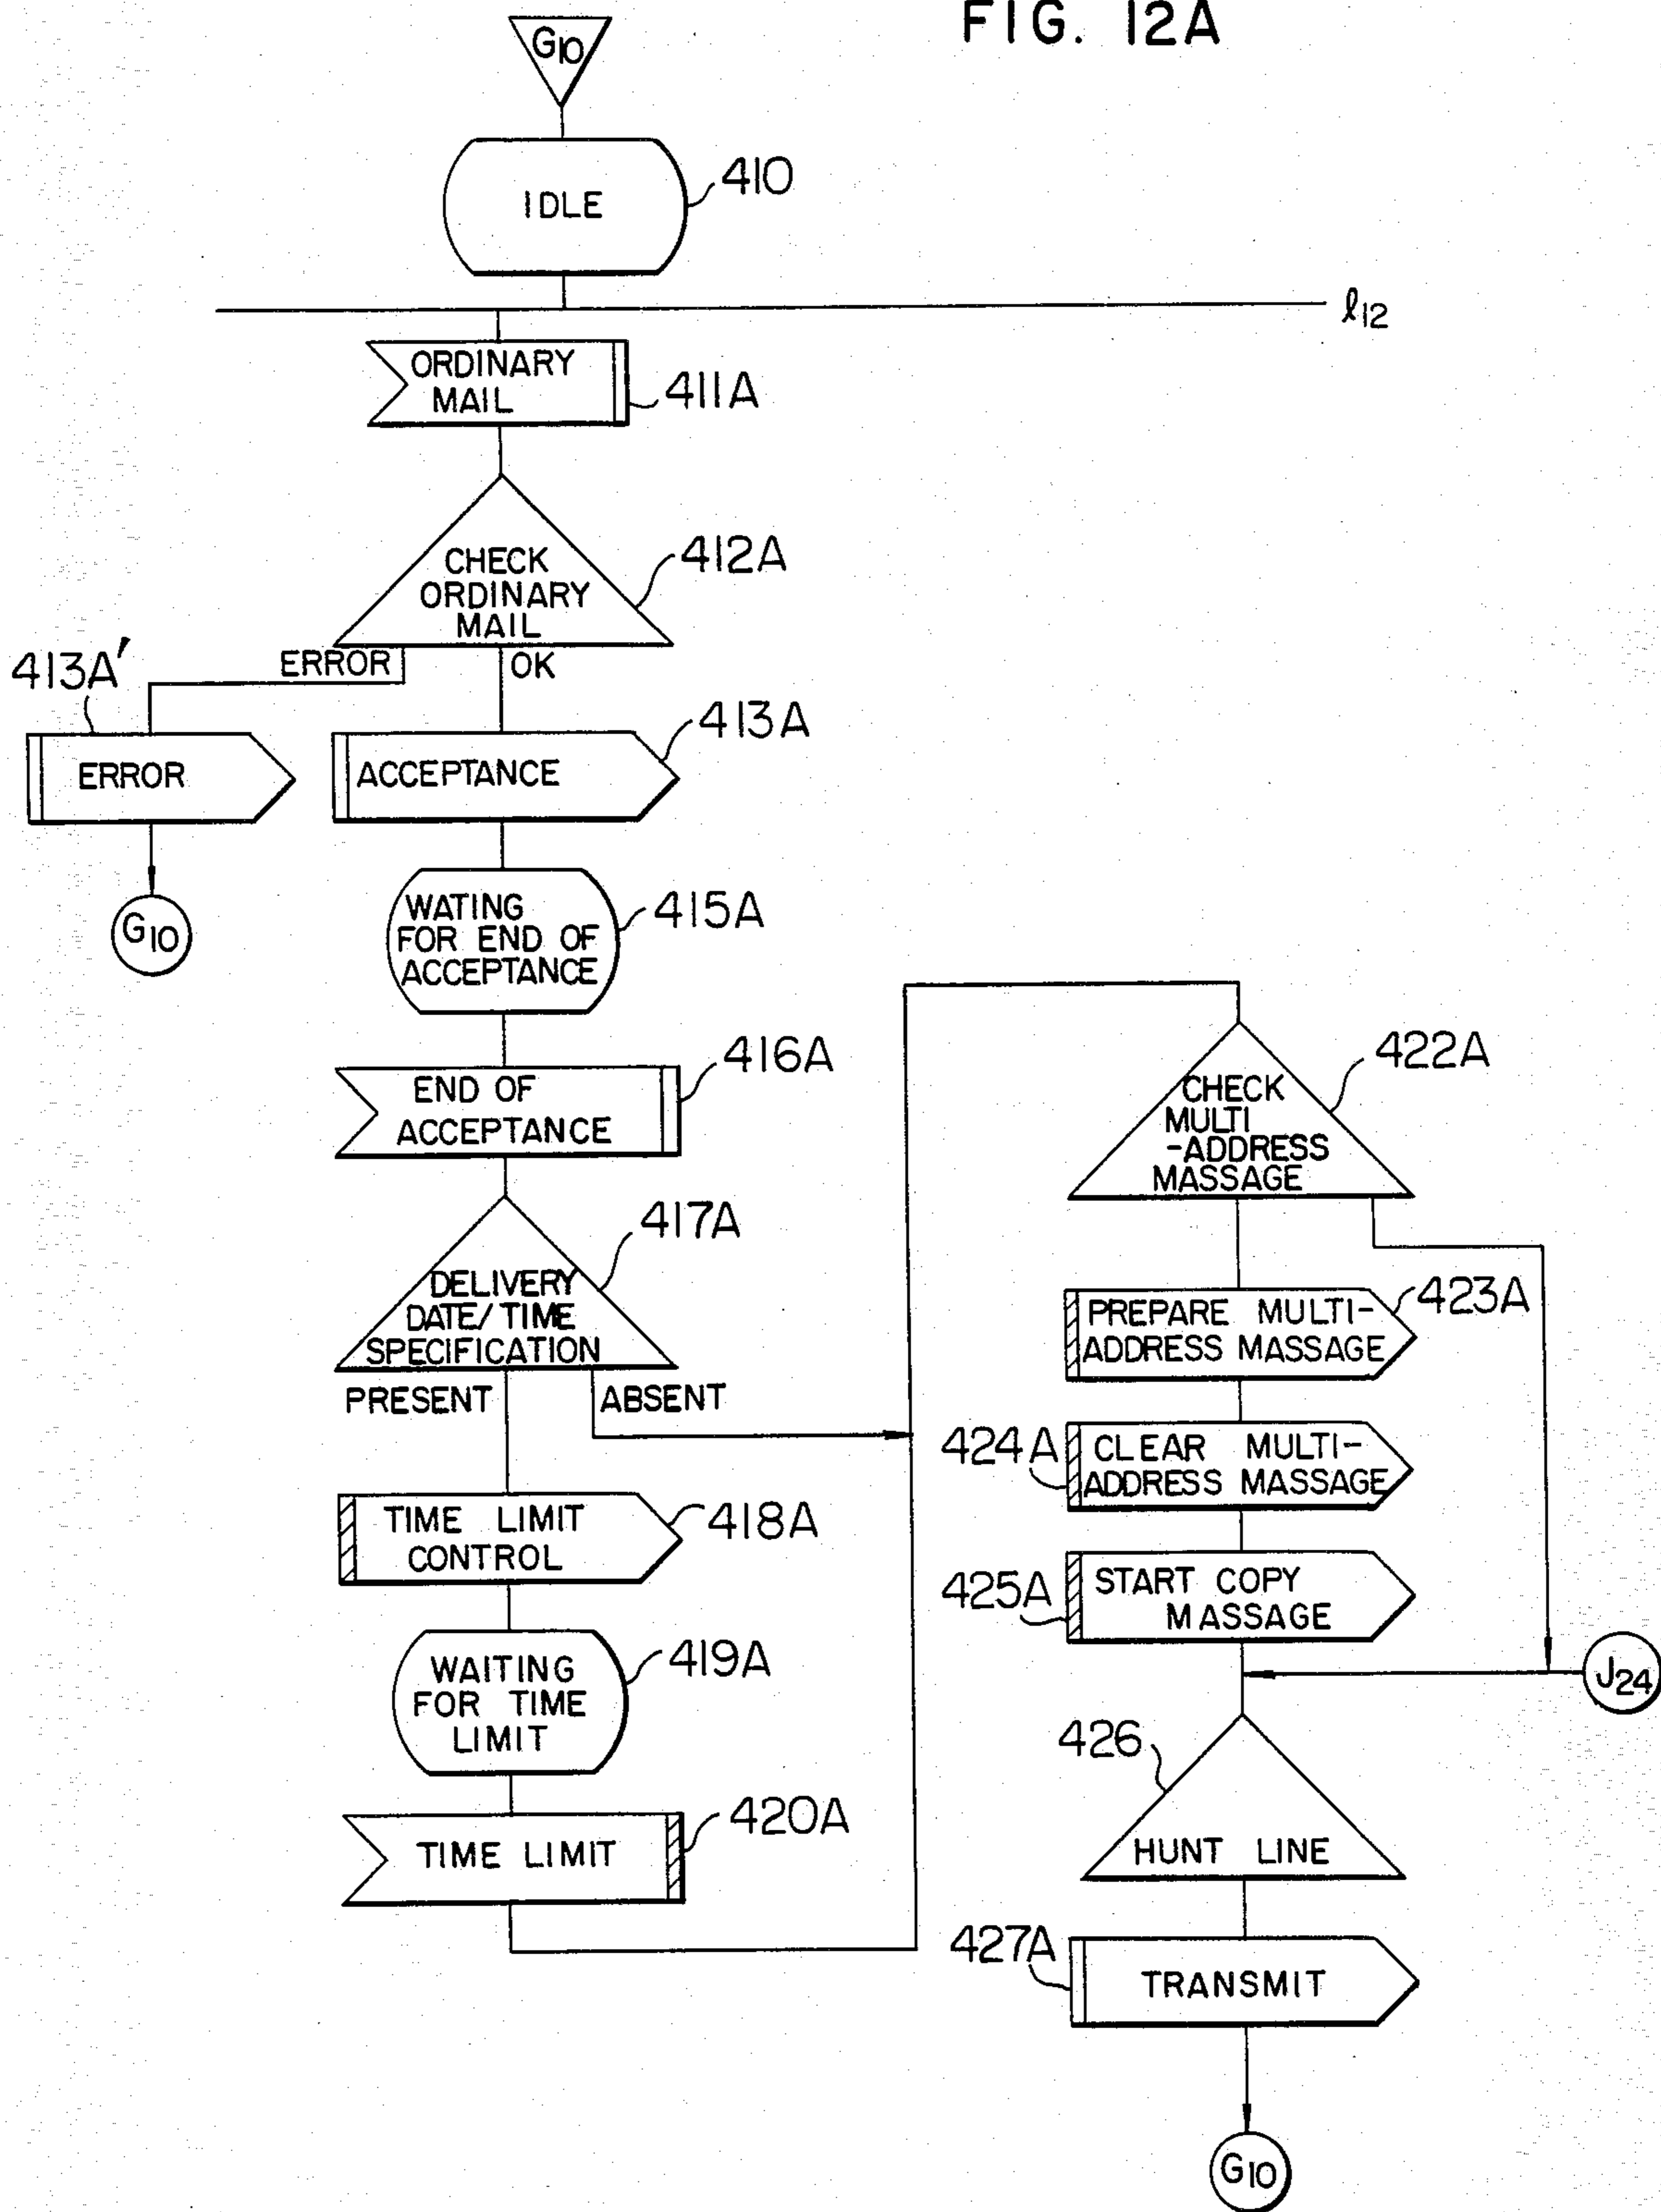 FIG. 12A
G10
IDLE
410
l12
ORDINARY
MAIL
411A
CHECK
ORDINARY
MAIL
412A
ERROR
OK
413A'
ERROR
G10
ACCEPTANCE
413A
WATING
FOR END OF
ACCEPTANCE
415A
END OF
ACCEPTANCE
416A
DELIVERY
DATE/TIME
SPECIFICATION
417A
PRESENT
ABSENT
TIME LIMIT
CONTROL
418A
WAITING
FOR TIME
LIMIT
419A
TIME LIMIT
420A
CHECK
MULTI
-ADDRESS
MASSAGE
422A
PREPARE MULTI-
ADDRESS MASSAGE
423A
CLEAR MULTI-
ADDRESS MASSAGE
424A
START COPY
MASSAGE
425A
J24
HUNT LINE
426
TRANSMIT
427A
G10